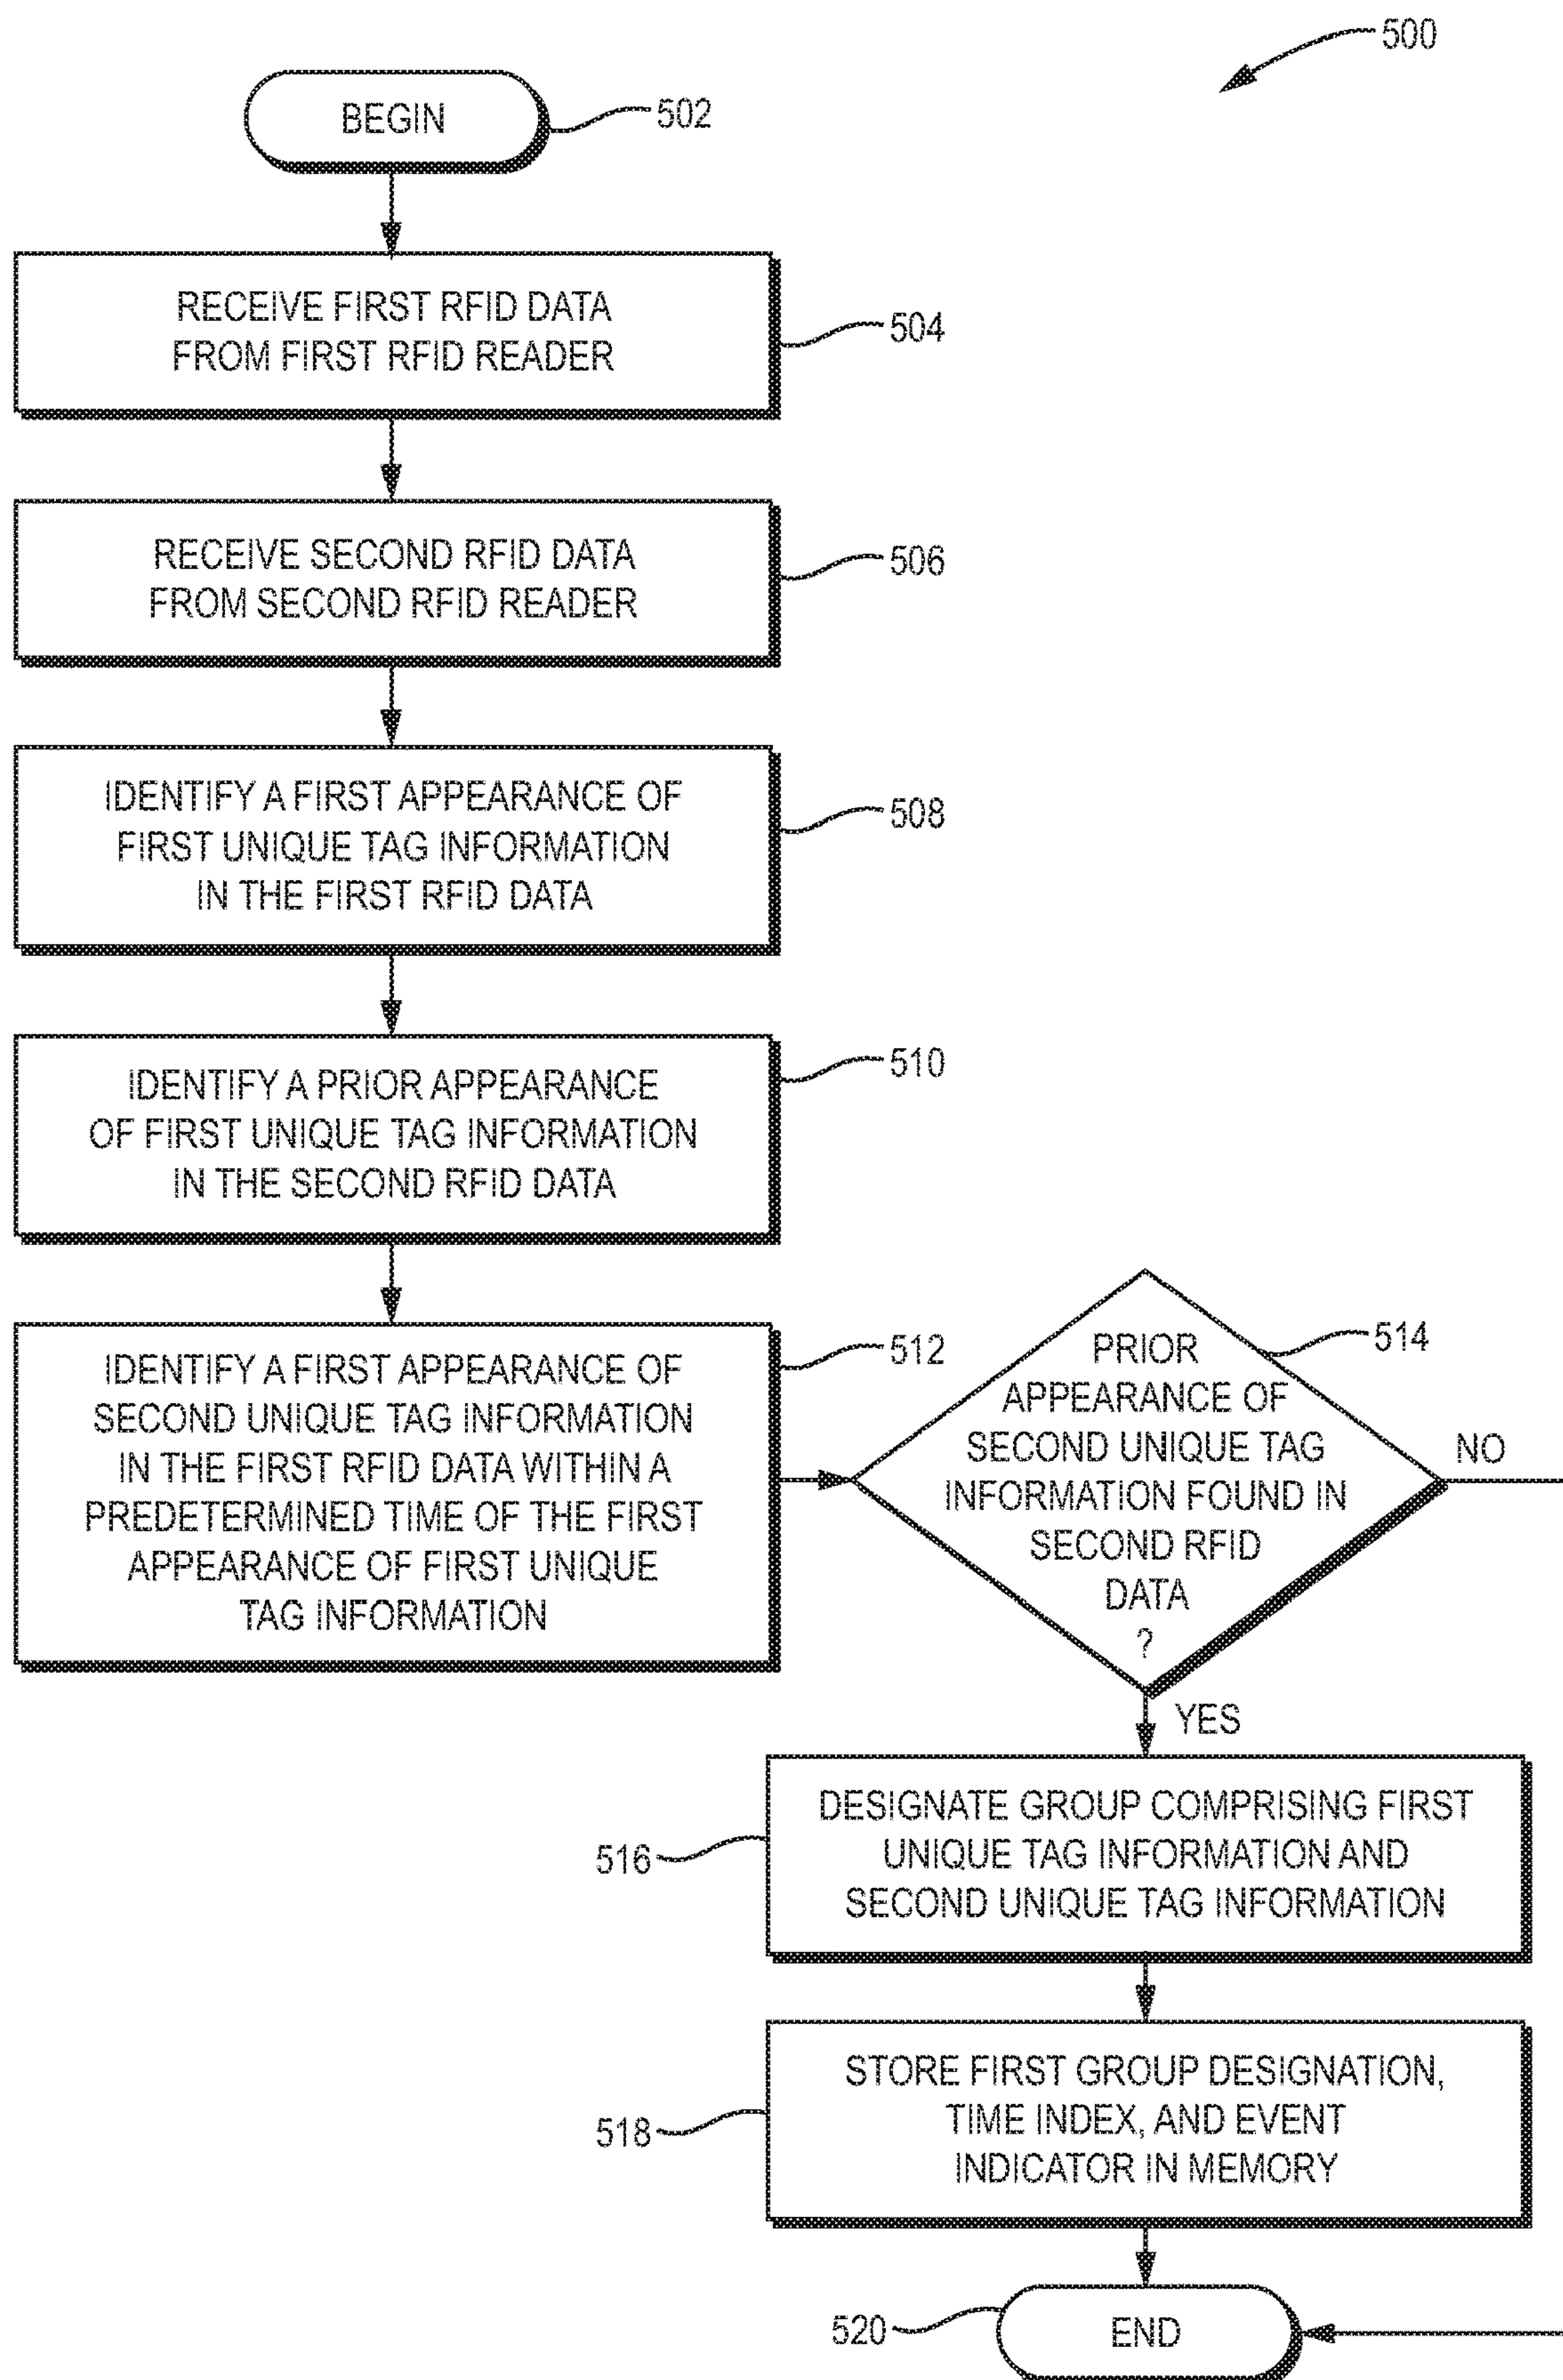 500
BEGIN
502
RECEIVE FIRST RFID DATA
FROM FIRST RFID READER
504
RECEIVE SECOND RFID DATA
FROM SECOND RFID READER
506
IDENTIFY A FIRST APPEARANCE OF
FIRST UNIQUE TAG INFORMATION
IN THE FIRST RFID DATA
508
IDENTIFY A PRIOR APPEARANCE
OF FIRST UNIQUE TAG INFORMATION
IN THE SECOND RFID DATA
510
IDENTIFY A FIRST APPEARANCE OF
SECOND UNIQUE TAG INFORMATION
IN THE FIRST RFID DATA WITHIN A
PREDETERMINED TIME OF THE FIRST
APPEARANCE OF FIRST UNIQUE
TAG INFORMATION
512
PRIOR
APPEARANCE OF
SECOND UNIQUE TAG
INFORMATION FOUND IN
SECOND RFID
DATA
?
514
NO
YES
DESIGNATE GROUP COMPRISING FIRST
UNIQUE TAG INFORMATION AND
SECOND UNIQUE TAG INFORMATION
516
STORE FIRST GROUP DESIGNATION,
TIME INDEX, AND EVENT
INDICATOR IN MEMORY
518
520
END